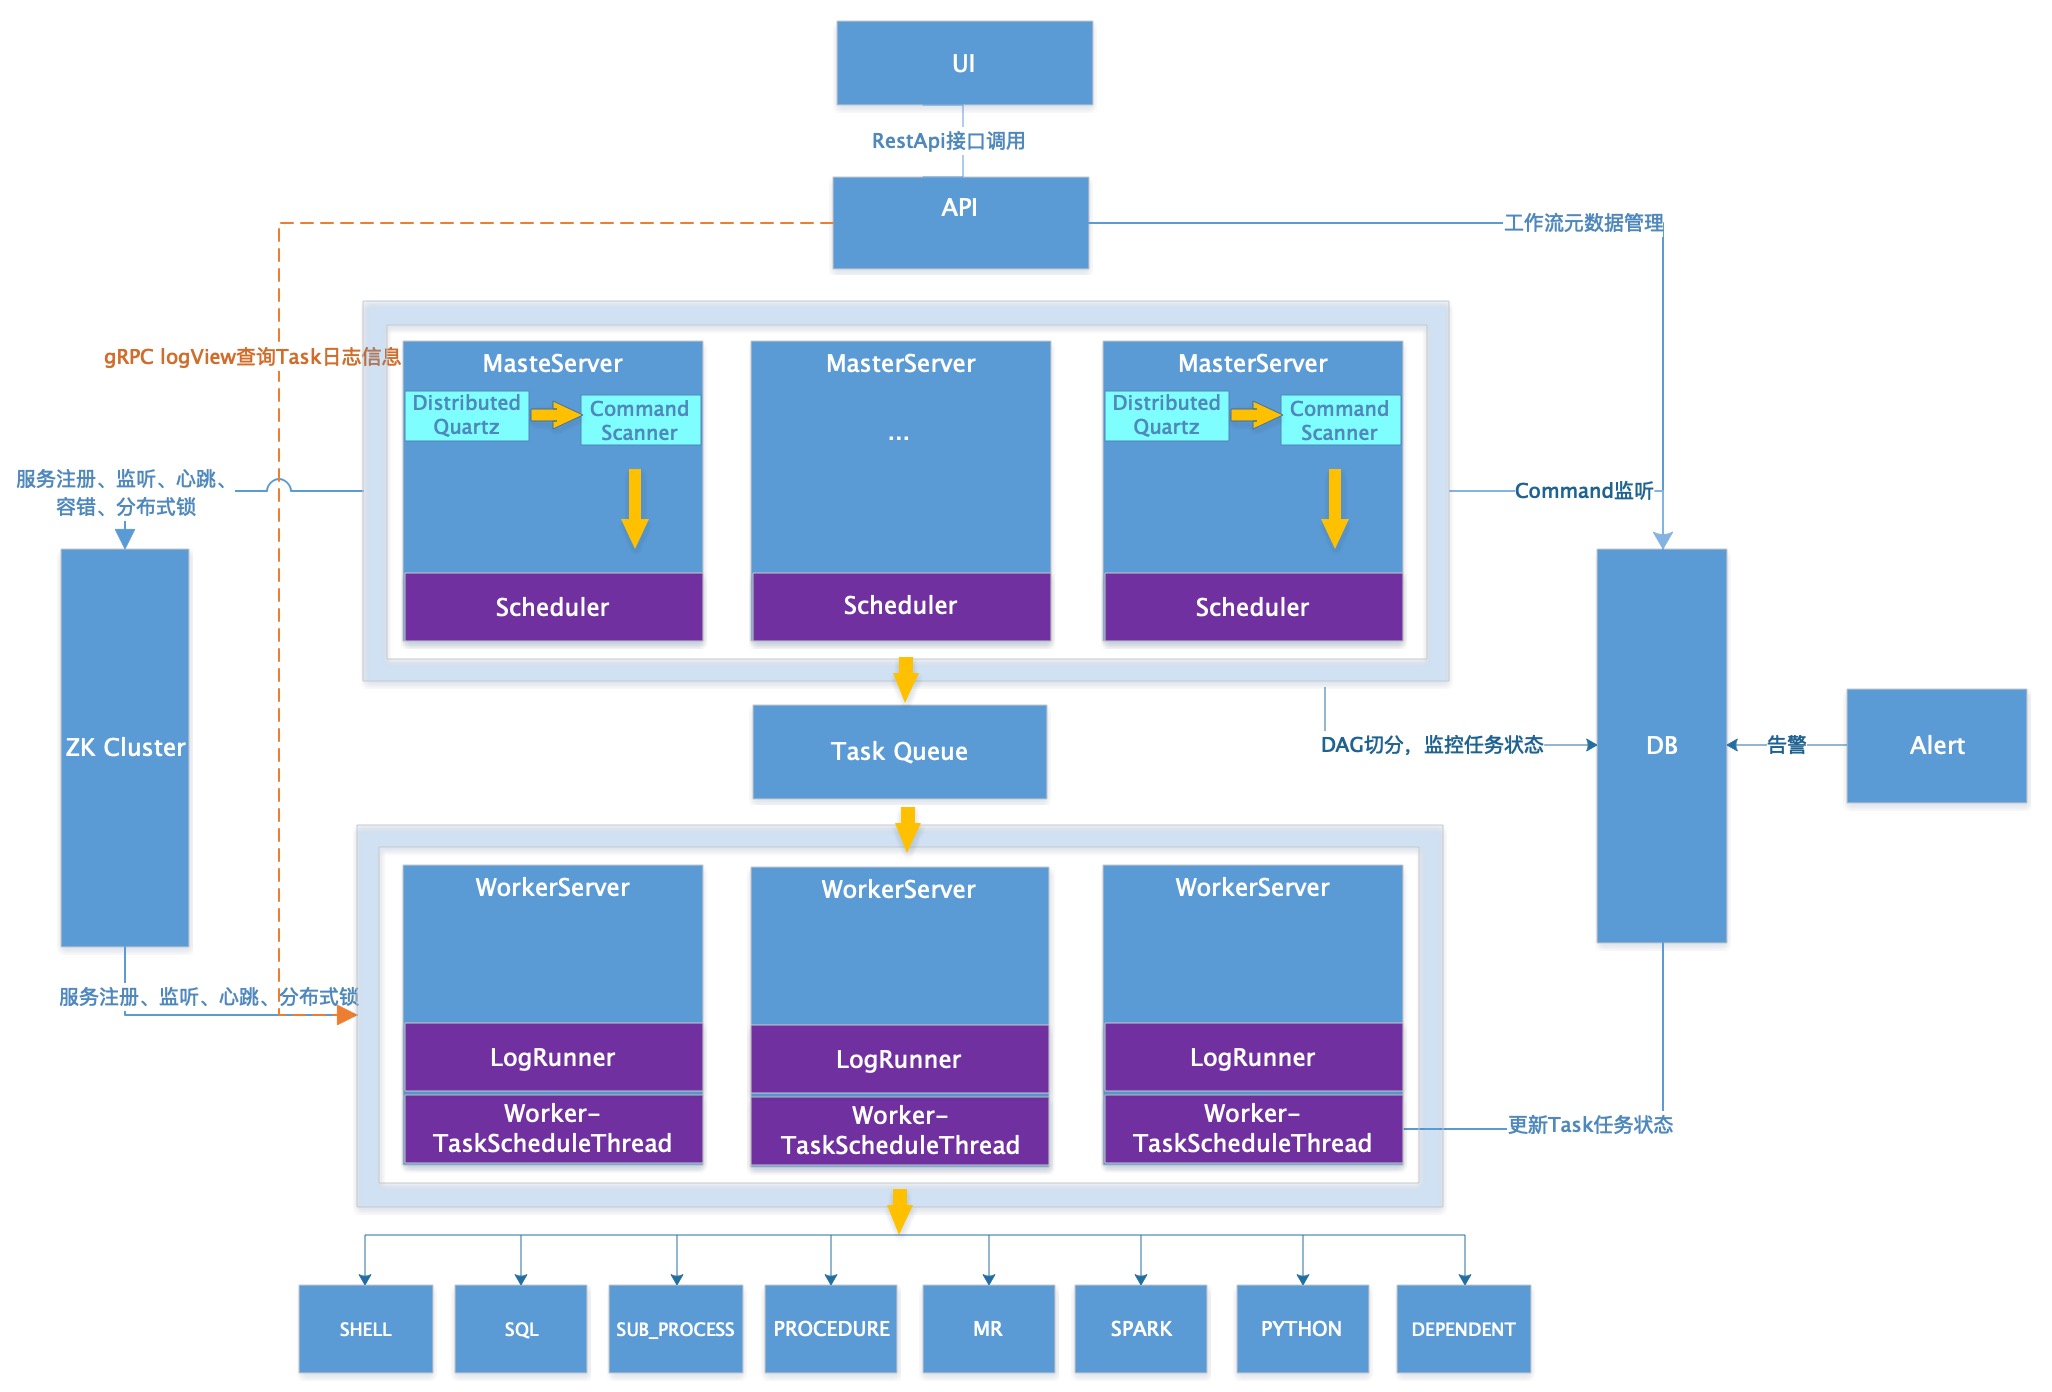 UI
RestApi接口调用
API
工作流元数据管理
gRPC logView查询Task日志信息
MasteServer
Distributed
Quartz
Command
Scanner
Scheduler
MasterServer
...
Scheduler
MasterServer
Distributed
Quartz
Command
Scanner
Scheduler
服务注册、监听、心跳、
容错、分布式锁
Command监听
ZK Cluster
Task Queue
DAG切分，监控任务状态
DB
告警
Alert
服务注册、监听、心跳、分布式锁
WorkerServer
LogRunner
Worker-
TaskScheduleThread
WorkerServer
LogRunner
Worker-
TaskScheduleThread
WorkerServer
LogRunner
Worker-
TaskScheduleThread
更新Task任务状态
SHELL
SQL
SUB_PROCESS
PROCEDURE
MR
SPARK
PYTHON
DEPENDENT